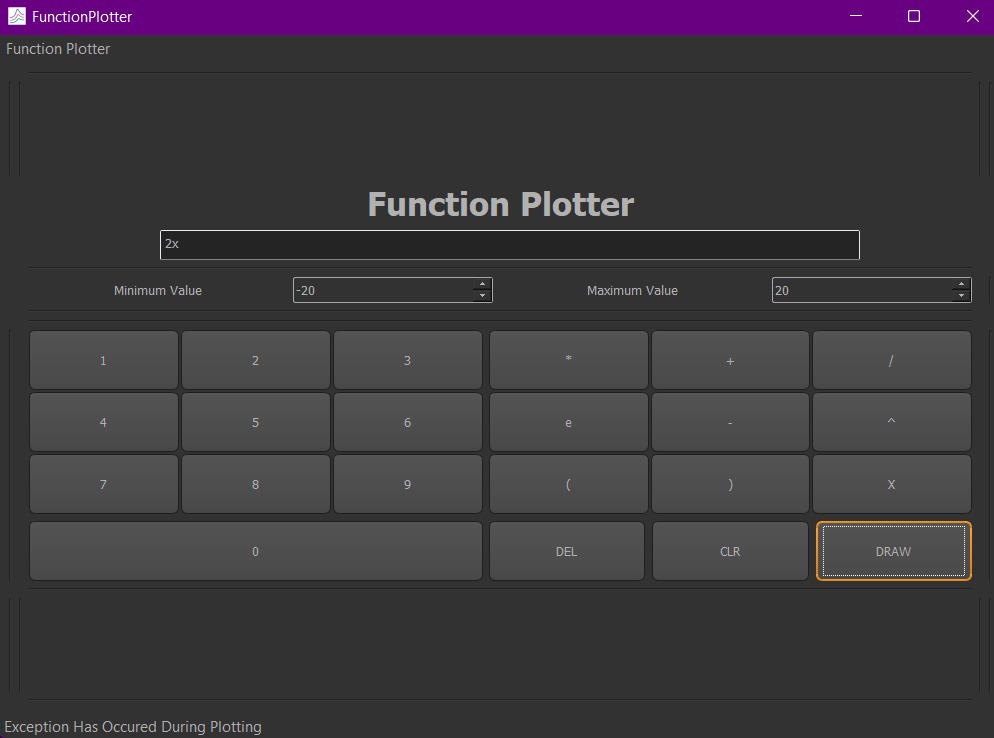 FunctionPlotter
Function Plotter
Function Plotter
2x
Minimum Value -20 Maximum Value 20
1 2 3 * + /
4 5 6 e - ^
7 8 9 ( ) X
0 DEL CLR DRAW
Exception Has Occured During Plotting